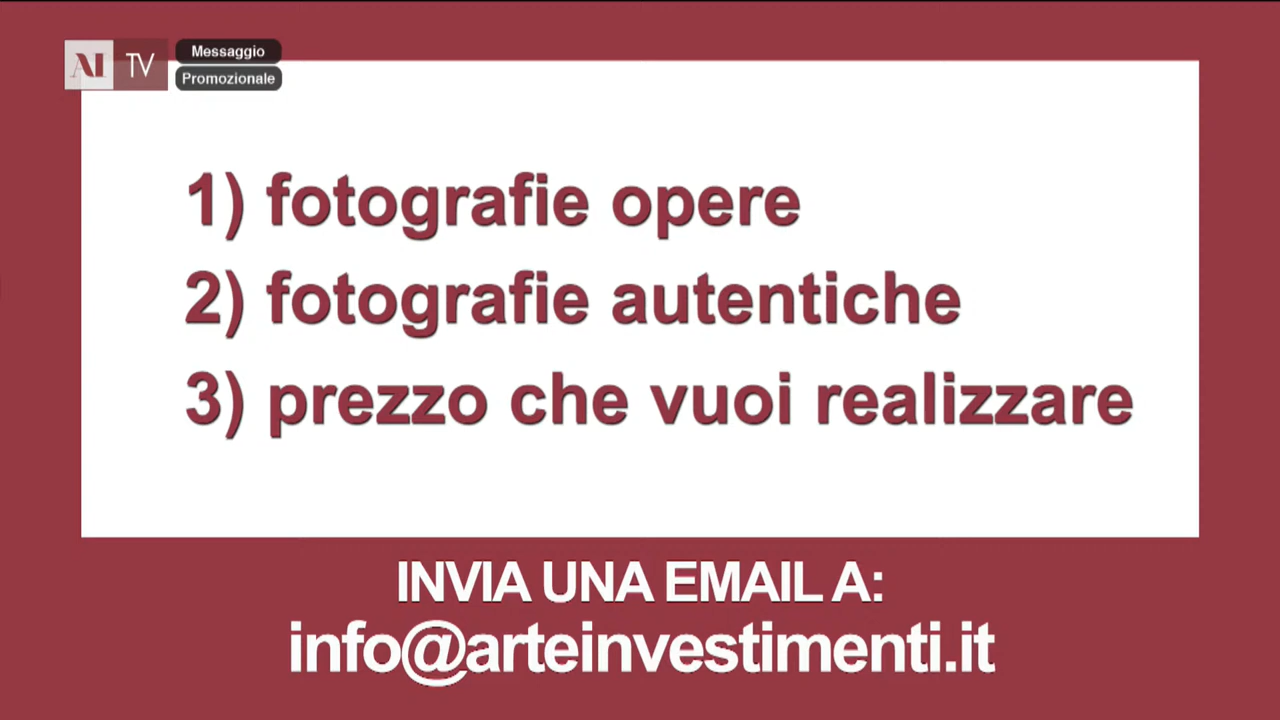 AI TV
Messaggio
Promozionale
1) fotografie opere
2) fotografie autentiche
3) prezzo che vuoi realizzare
INVIA UNA EMAIL A:
info@arteinvestimenti.it